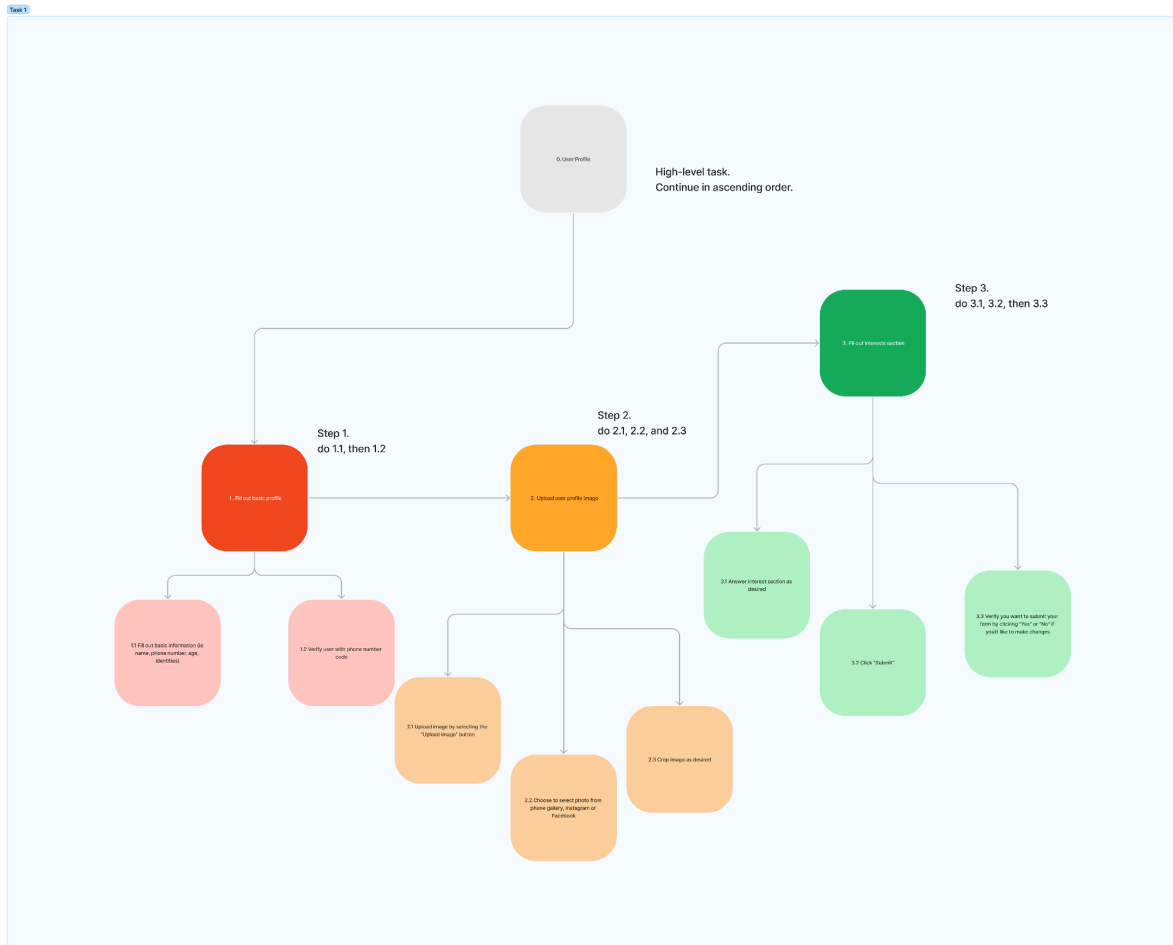 Task 1
0. User Profile
High-level task.
Continue in ascending order.
Step 3.
do 3.1, 3.2, then 3.3
3. Fill out interests section
Step 1.
do 1.1, then 1.2
Step 2.
do 2.1, 2.2, and 2.3
1. Fill out basic profile
2. Upload user profile image
3.1 Answer interest section as
desired
3.2 Click "Submit"
3.3 Verify you want to submit your
form by clicking "Yes" or "No" if
you'd like to make changes
1.1 Fill out basic information (ie
name, phone number, age,
identities)
1.2 Verify user with phone number
code
2.1 Upload image by selecting the
"Upload image" button
2.2 Choose to select photo from
phone gallery, Instagram or
Facebook
2.3 Crop image as desired